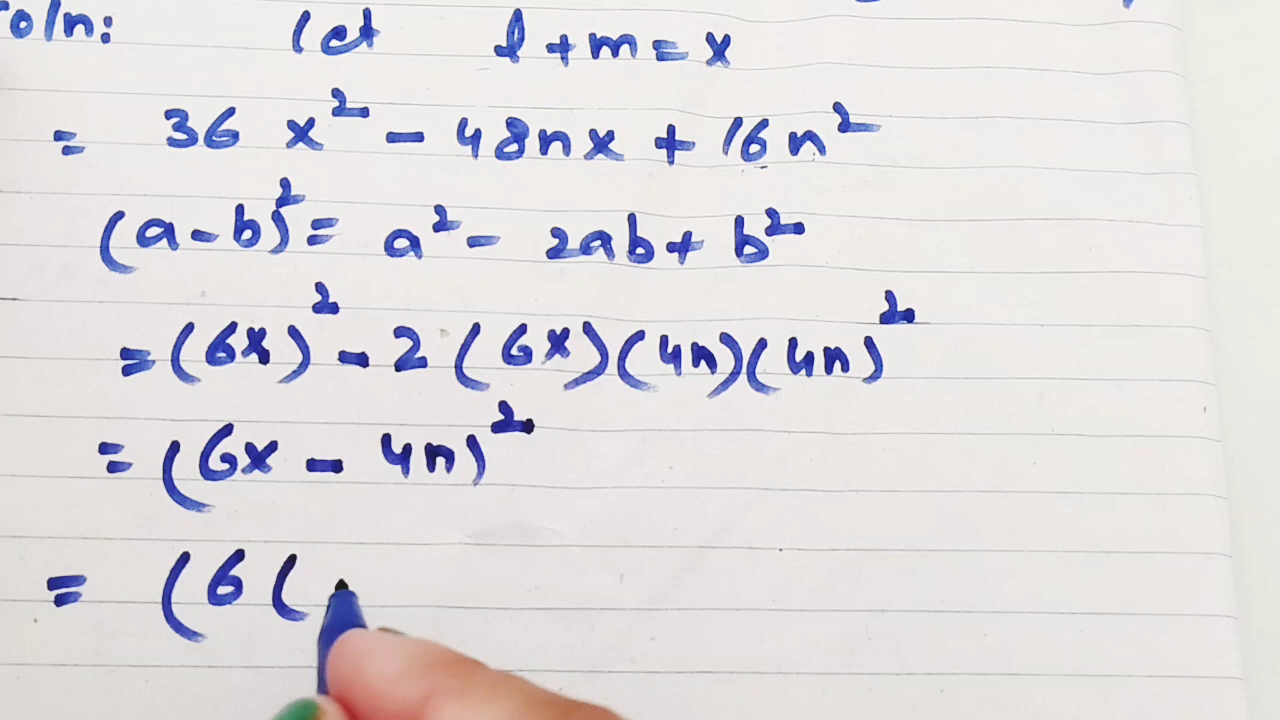 soln: let l + m = x
= 36 x² - 48nx + 16n²
(a-b)² = a² - 2ab + b²
= (6x)² - 2 (6x)(4n)(4n)²
= (6x - 4n)²
= (6 (